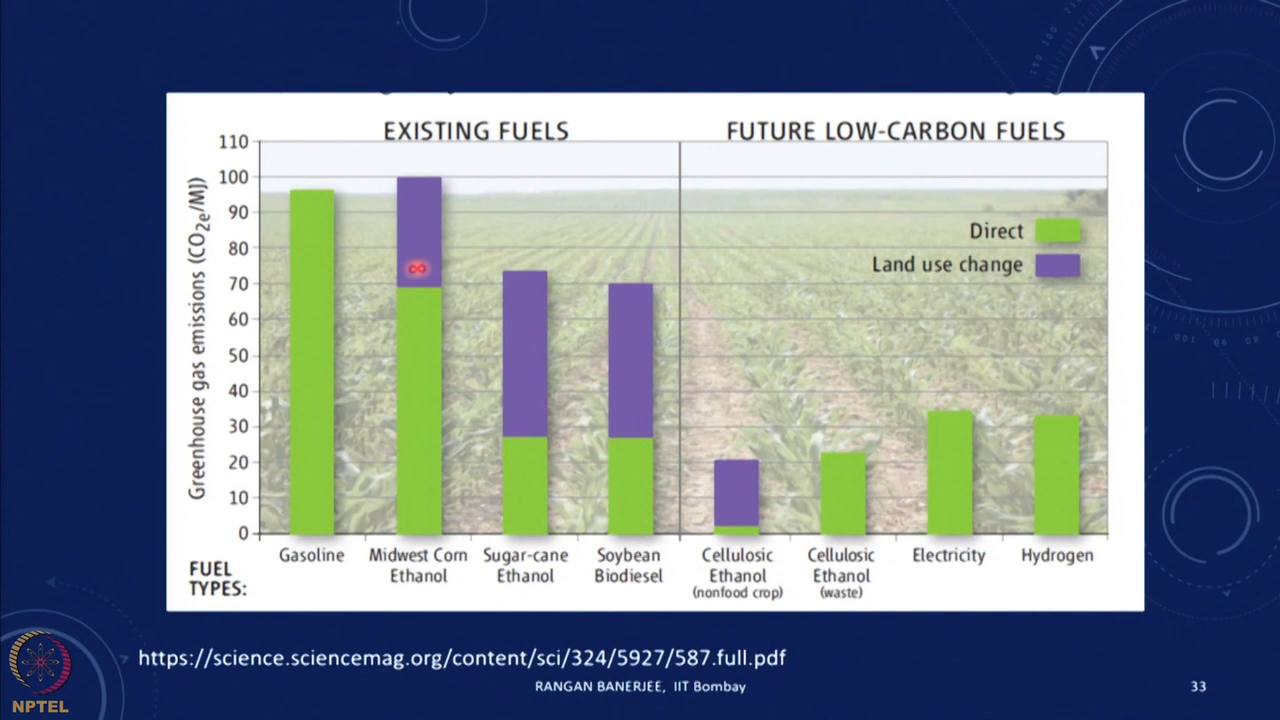 EXISTING FUELS
FUTURE LOW-CARBON FUELS
Greenhouse gas emissions (CO2e/MJ)
110
100
90
80
70
60
50
40
30
20
10
0
Direct
Land use change
FUEL TYPES:
Gasoline
Midwest Corn Ethanol
Sugar-cane Ethanol
Soybean Biodiesel
Cellulosic Ethanol (nonfood crop)
Cellulosic Ethanol (waste)
Electricity
Hydrogen
https://science.sciencemag.org/content/sci/324/5927/587.full.pdf
RANGAN BANERJEE, IIT Bombay
33
NPTEL